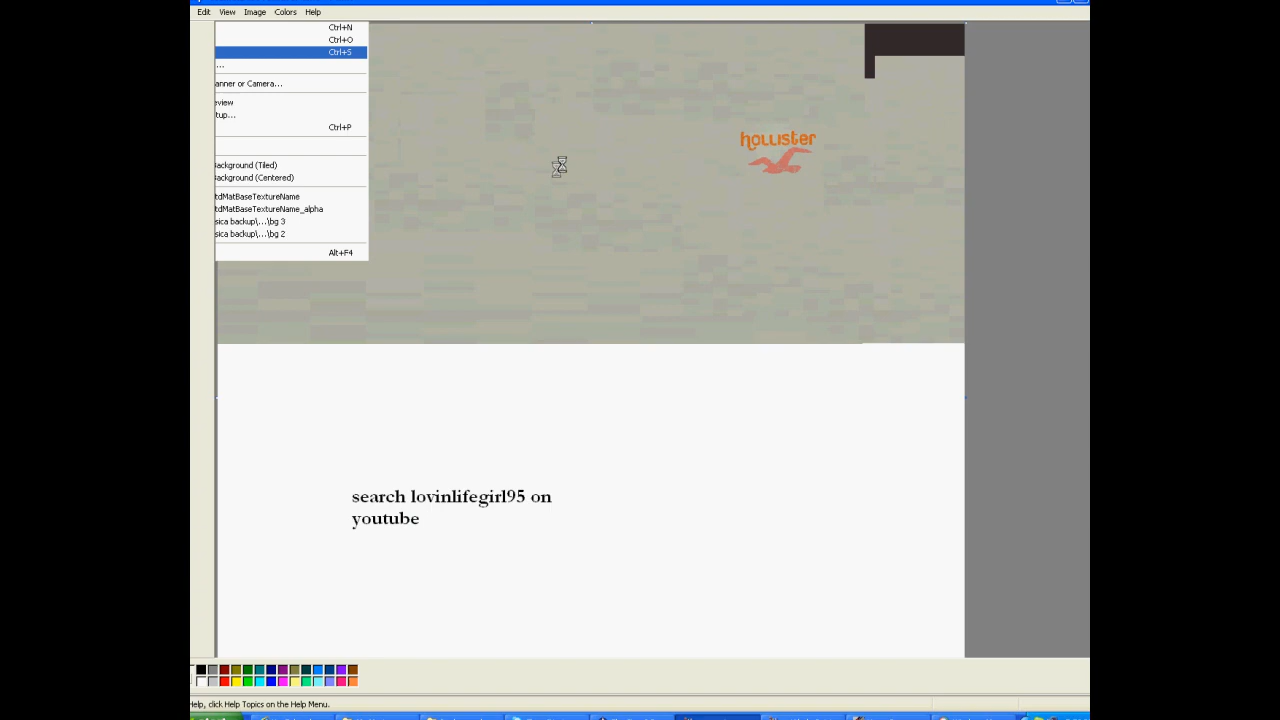 Edit View Image Colors Help
Ctrl+N
Ctrl+O
Ctrl+S
...
anner or Camera...
eview
tup...
Ctrl+P
Background (Tiled)
Background (Centered)
tdMatBaseTextureName
tdMatBaseTextureName_alpha
sica backup\...\bg 3
sica backup\...\bg 2
Alt+F4
hollister
search lovinlifegirl95 on
youtube
Help, click Help Topics on the Help Menu.